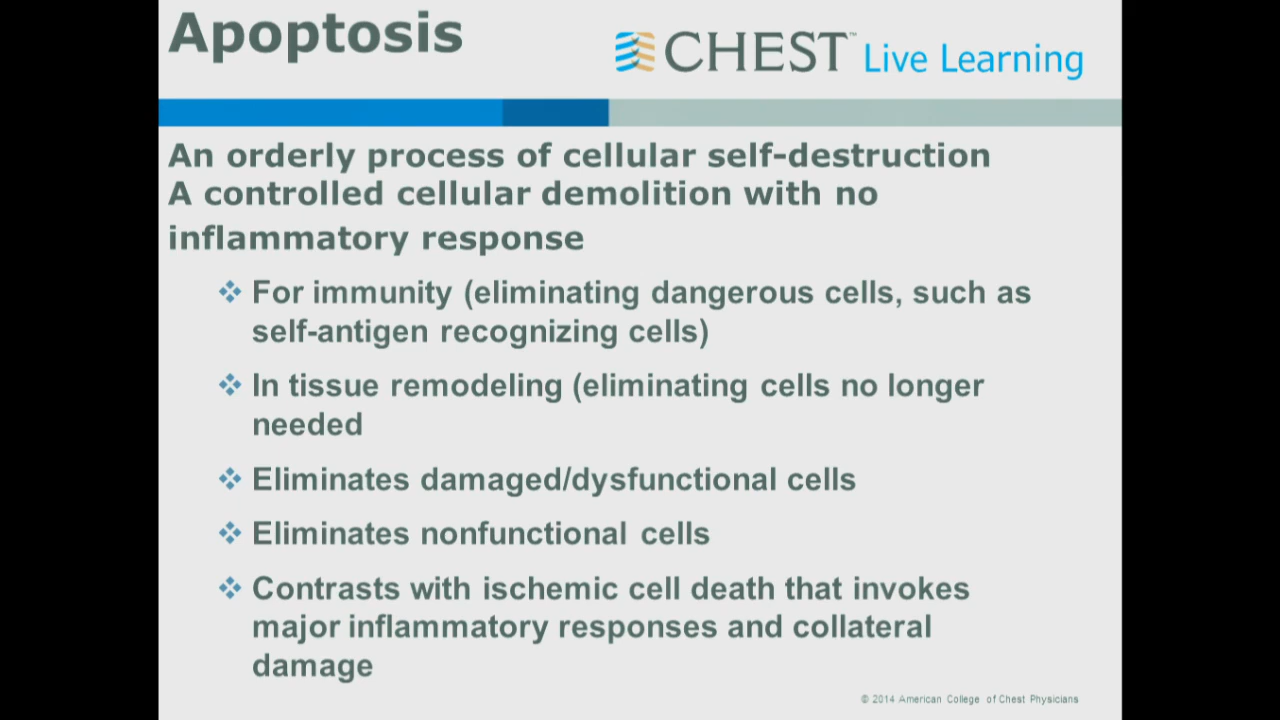 Apoptosis
CHEST™ Live Learning
An orderly process of cellular self-destruction
A controlled cellular demolition with no
inflammatory response
For immunity (eliminating dangerous cells, such as
self-antigen recognizing cells)
In tissue remodeling (eliminating cells no longer
needed
Eliminates damaged/dysfunctional cells
Eliminates nonfunctional cells
Contrasts with ischemic cell death that invokes
major inflammatory responses and collateral
damage
© 2014 American College of Chest Physicians